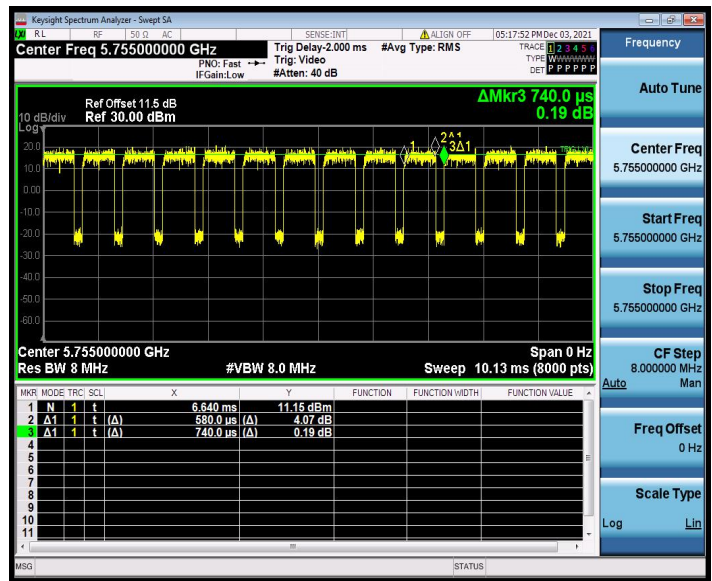 Keysight Spectrum Analyzer - Swept SA
LXI RL RF 50 Ω AC SENSE:INT ALIGN OFF 05:17:52 PM Dec 03, 2021
Center Freq 5.755000000 GHz
PNO: Fast
IFGain:Low
Trig Delay-2.000 ms
Trig: Video
#Atten: 40 dB
#Avg Type: RMS
TRACE 1 2 3 4 5 6
TYPE WWWWWW
DET P P P P P P
Frequency
Auto Tune
Center Freq
5.755000000 GHz
Start Freq
5.755000000 GHz
Stop Freq
5.755000000 GHz
CF Step
8.000000 MHz
Auto Man
Freq Offset
0 Hz
Scale Type
Log Lin
ΔMkr3 740.0 µs
0.19 dB
Ref Offset 11.5 dB
10 dB/div Ref 30.00 dBm
Log
20.0
10.0
0.00
-10.0
-20.0
-30.0
-40.0
-50.0
-60.0
1
2Δ1
3Δ1
Center 5.755000000 GHz Span 0 Hz
Res BW 8 MHz #VBW 8.0 MHz Sweep 10.13 ms (8000 pts)
MKR MODE TRC SCL X Y FUNCTION FUNCTION WIDTH FUNCTION VALUE
1 N 1 t 6.640 ms 11.15 dBm
2 Δ1 1 t (Δ) 580.0 µs (Δ) 4.07 dB
3 Δ1 1 t (Δ) 740.0 µs (Δ) 0.19 dB
4
5
6
7
8
9
10
11
MSG STATUS